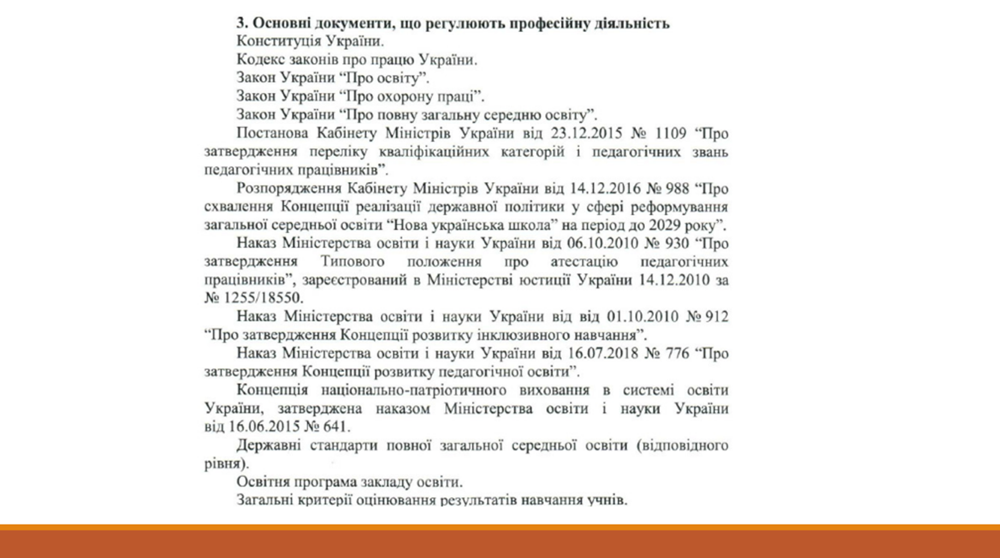 3. Основні документи, що регулюють професійну діяльність
Конституція України.
Кодекс законів про працю України.
Закон України “Про освіту”.
Закон України “Про охорону праці”.
Закон України “Про повну загальну середню освіту”.
Постанова Кабінету Міністрів України від 23.12.2015 № 1109 “Про
затвердження переліку кваліфікаційних категорій і педагогічних звань
педагогічних працівників”.
Розпорядження Кабінету Міністрів України від 14.12.2016 № 988 “Про
схвалення Концепції реалізації державної політики у сфері реформування
загальної середньої освіти “Нова українська школа” на період до 2029 року”.
Наказ Міністерства освіти і науки України від 06.10.2010 № 930 “Про
затвердження Типового положення про атестацію педагогічних
працівників”, зареєстрований в Міністерстві юстиції України 14.12.2010 за
№ 1255/18550.
Наказ Міністерства освіти і науки України від від 01.10.2010 № 912
“Про затвердження Концепції розвитку інклюзивного навчання”.
Наказ Міністерства освіти і науки України від 16.07.2018 № 776 “Про
затвердження Концепції розвитку педагогічної освіти”.
Концепція національно-патріотичного виховання в системі освіти
України, затверджена наказом Міністерства освіти і науки України
від 16.06.2015 № 641.
Державні стандарти повної загальної середньої освіти (відповідного
рівня).
Освітня програма закладу освіти.
Загальні критерії оцінювання результатів навчання учнів.